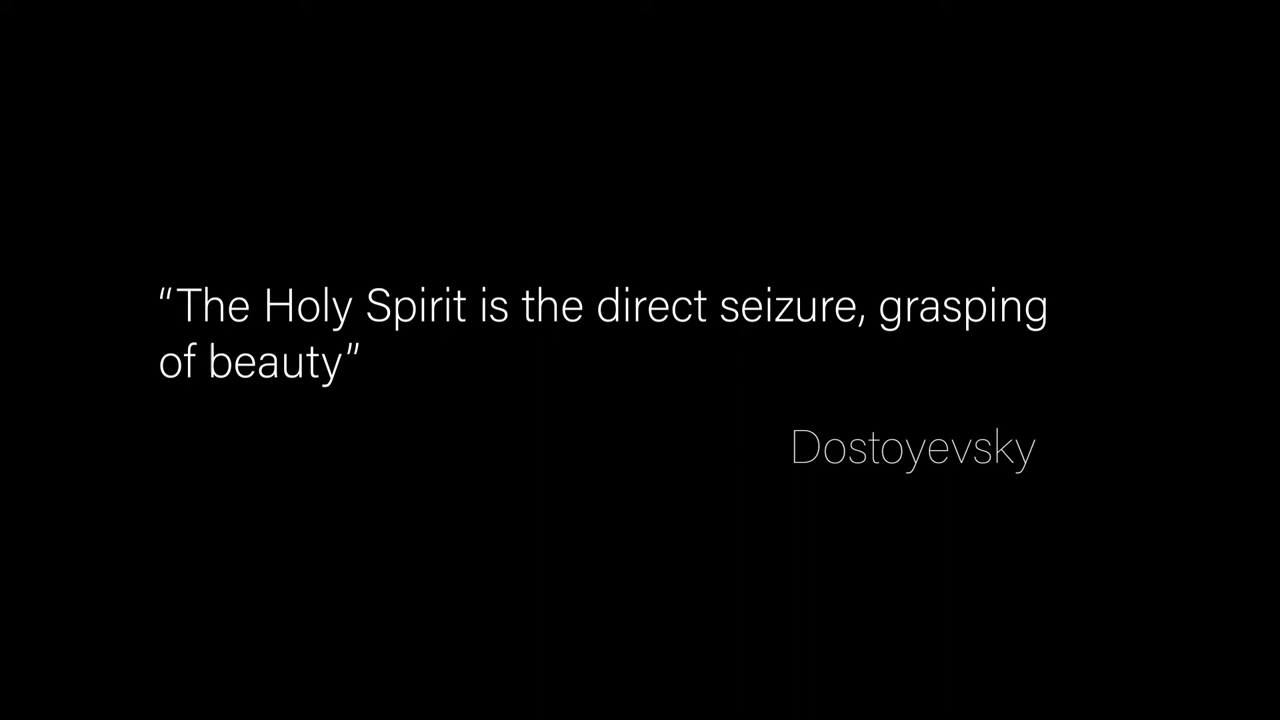 “The Holy Spirit is the direct seizure, grasping
of beauty”
Dostoyevsky